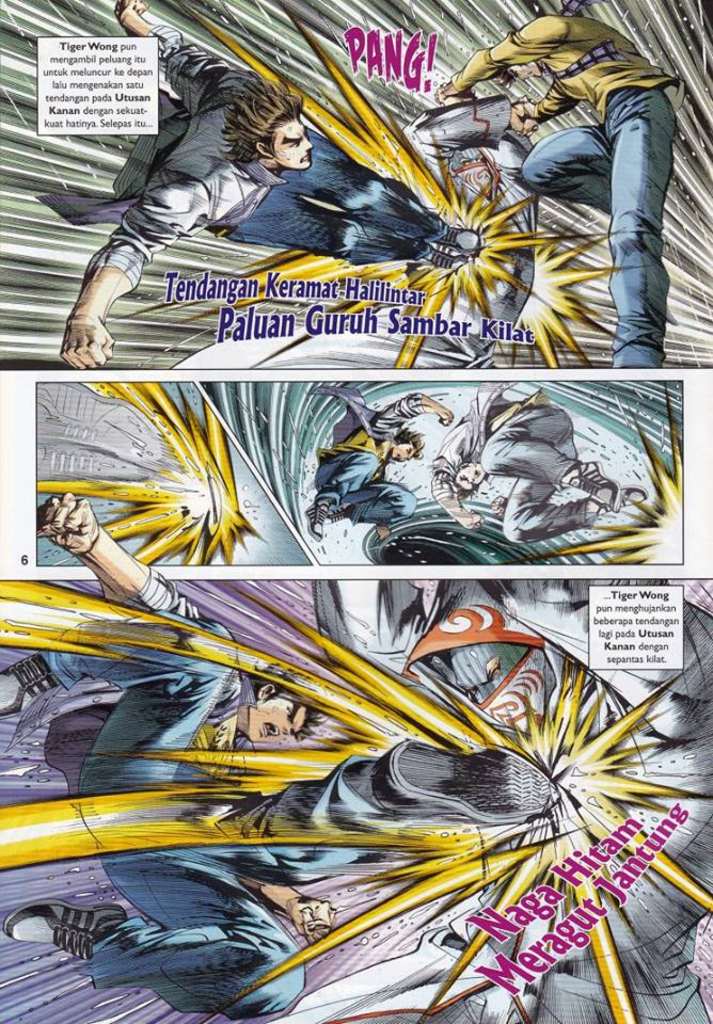 Tiger Wong pun
mengambil peluang itu
untuk meluncur ke depan
lalu mengenakan satu
tendangan pada Utusan
Kanan dengan sekuat-
kuat hatinya. Selepas itu...
PANG!
Tendangan Keramat Halilintar
Paluan Guruh Sambar Kilat
6
...Tiger Wong
pun menghujankan
beberapa tendangan
lagi pada Utusan
Kanan dengan
sepantas kilat.
Naga Hitam
Meragut Jantung